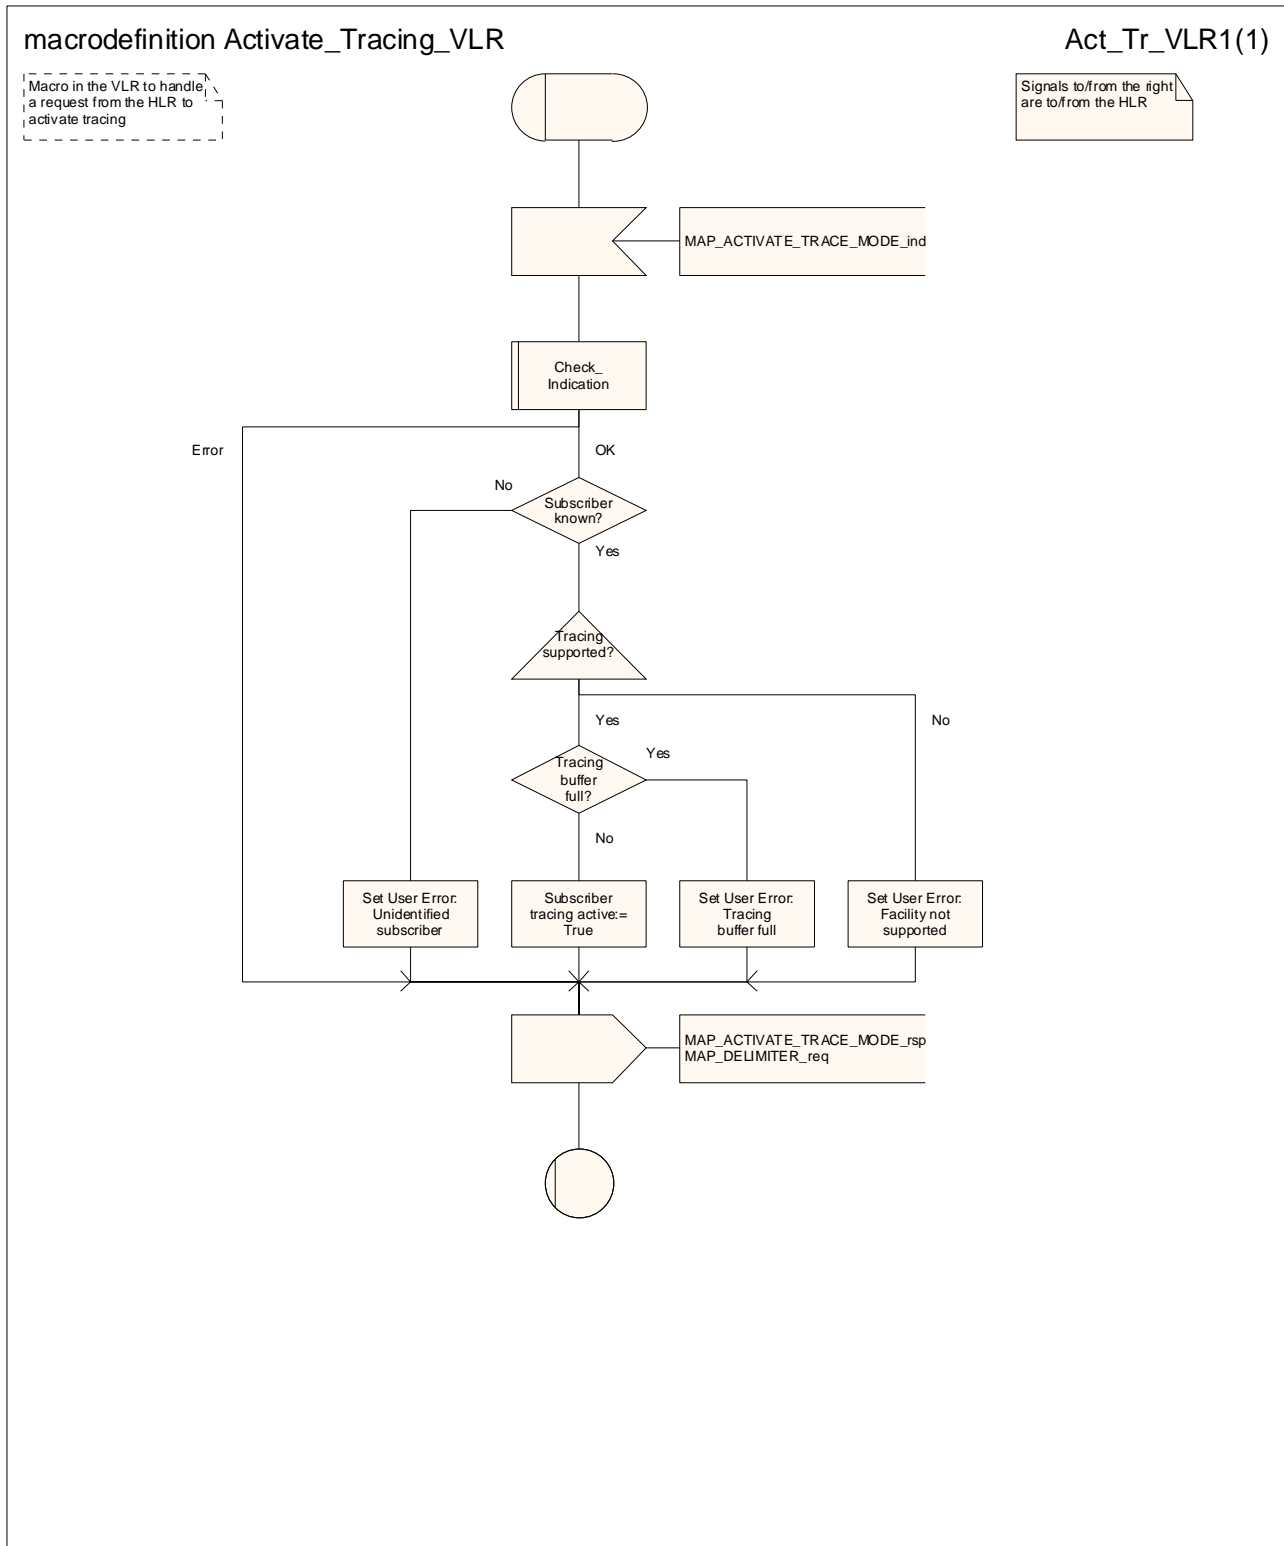 macrodefinition Activate_Tracing_VLR
Act_Tr_VLR1(1)
Macro in the VLR to handle
a request from the HLR to
activate tracing
Signals to/from the right
are to/from the HLR
MAP_ACTIVATE_TRACE_MODE_ind
Check_
Indication
Error
OK
No
Subscriber
known?
Yes
Tracing
supported?
Yes
No
Yes
Tracing
buffer
full?
No
Set User Error:
Unidentified
subscriber
Subscriber
tracing active:=
True
Set User Error:
Tracing
buffer full
Set User Error:
Facility not
supported
MAP_ACTIVATE_TRACE_MODE_rsp
MAP_DELIMITER_req